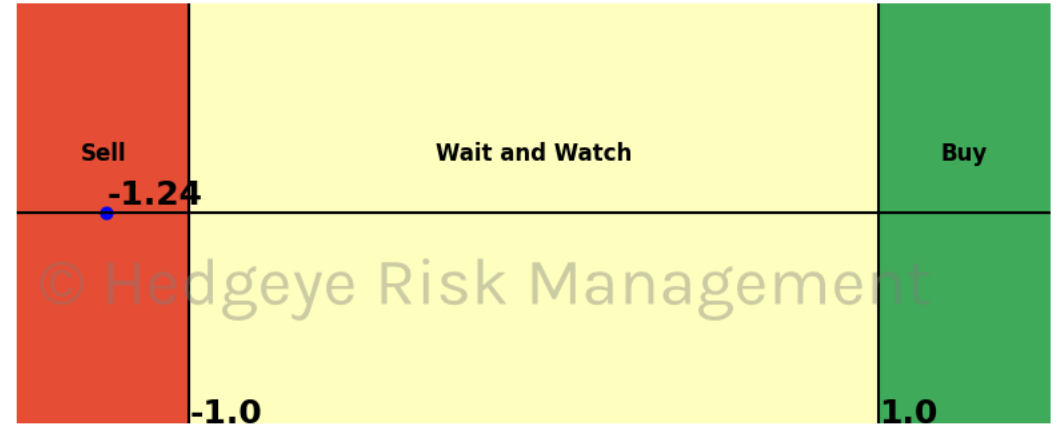 Sell
Wait and Watch
Buy
-1.24
© Hedgeye Risk Management
-1.0
1.0